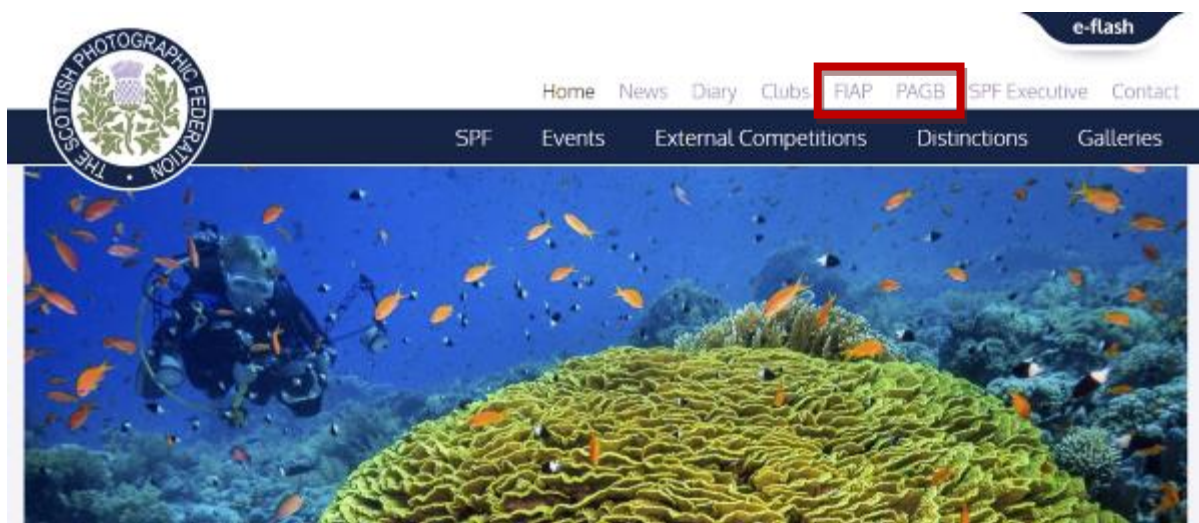 e-flash
THE SCOTTISH PHOTOGRAPHIC FEDERATION
Home News Diary Clubs FIAP PAGB SPF Executive Contact
SPF Events External Competitions Distinctions Galleries